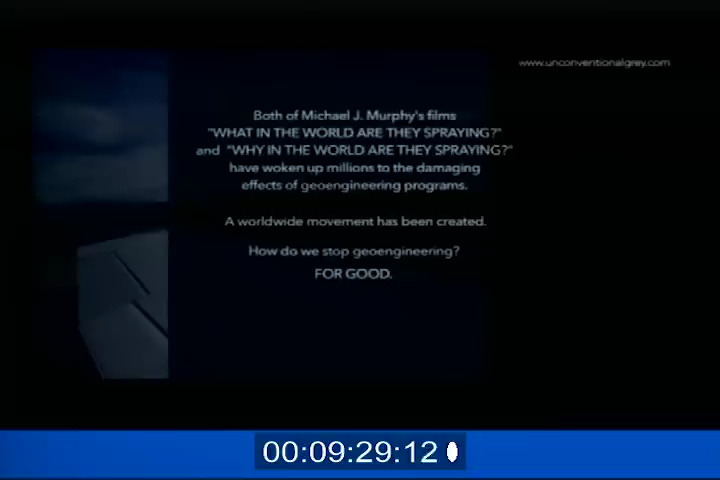 www.unconventionalgrey.com
Both of Michael J. Murphy's films
"WHAT IN THE WORLD ARE THEY SPRAYING?"
and "WHY IN THE WORLD ARE THEY SPRAYING?"
have woken up millions to the damaging
effects of geoengineering programs.
A worldwide movement has been created.
How do we stop geoengineering?
FOR GOOD.
00:09:29:12